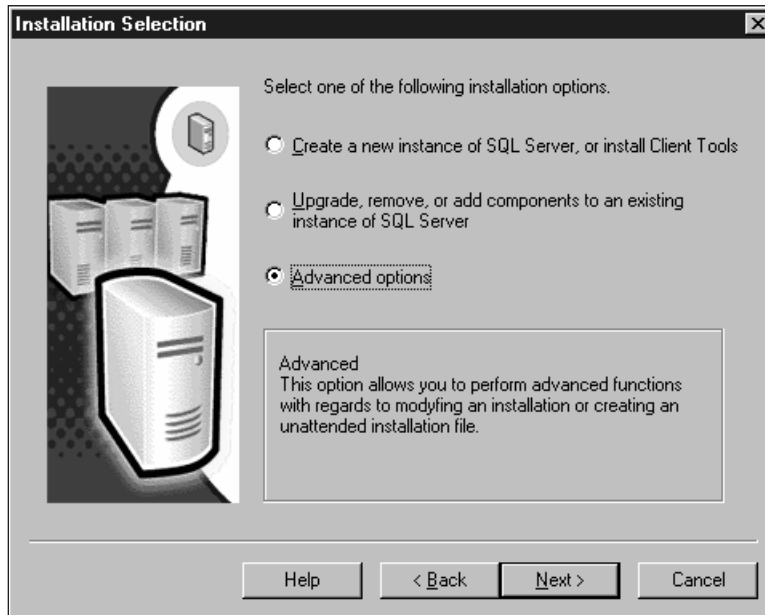 Installation Selection
Select one of the following installation options.
Create a new instance of SQL Server, or install Client Tools
Upgrade, remove, or add components to an existing
instance of SQL Server
Advanced options
Advanced
This option allows you to perform advanced functions
with regards to modyfing an installation or creating an
unattended installation file.
Help
< Back
Next >
Cancel